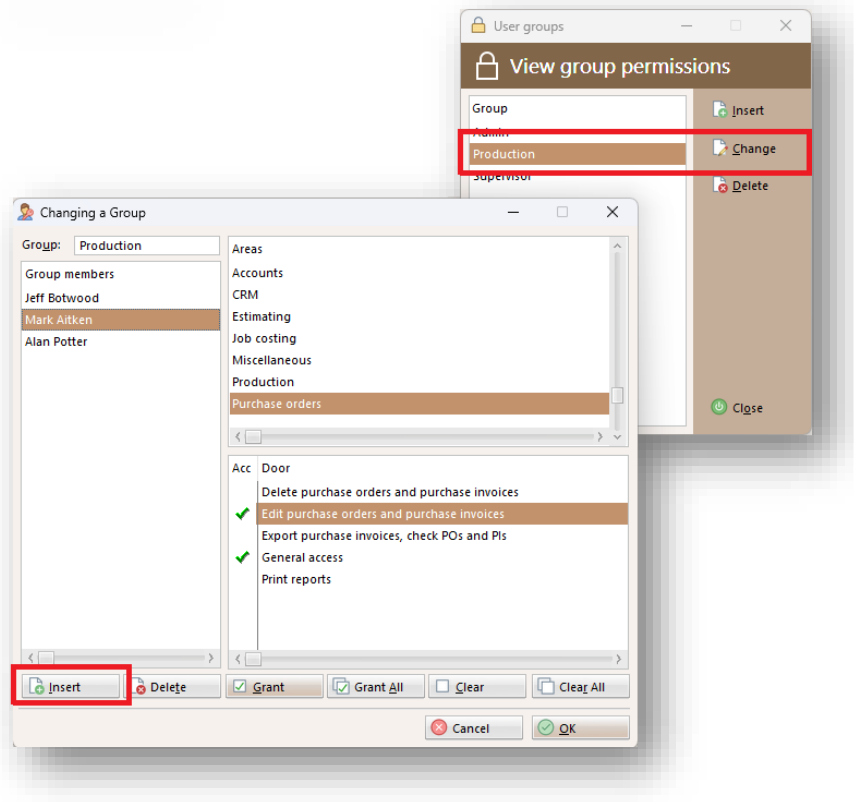 User groups
View group permissions
Group
Admin
Production
Supervisor
Insert
Change
Delete
Close
Changing a Group
Group: Production
Group members
Jeff Botwood
Mark Aitken
Alan Potter
Areas
Accounts
CRM
Estimating
Job costing
Miscellaneous
Production
Purchase orders
Acc Door
Delete purchase orders and purchase invoices
Edit purchase orders and purchase invoices
Export purchase invoices, check POs and PIs
General access
Print reports
Insert Delete Grant Grant All Clear Clear All
Cancel OK